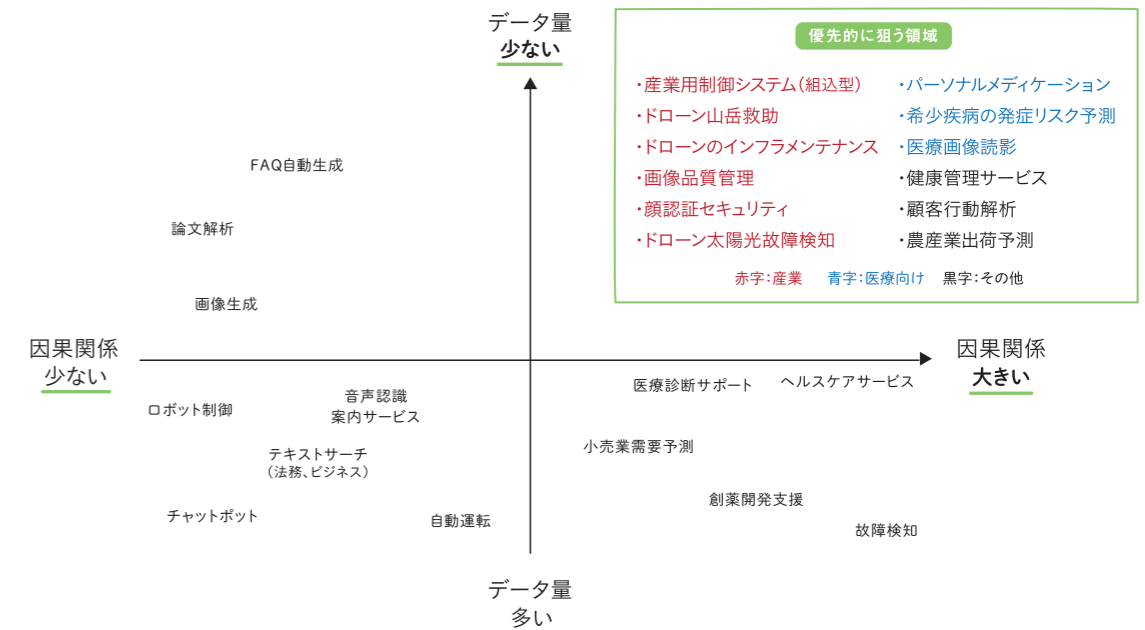 データ量
少ない
優先的に狙う領域
・産業用制御システム(組込型)
・ドローン山岳救助
・ドローンのインフラメンテナンス
・画像品質管理
・顔認証セキュリティ
・ドローン太陽光故障検知
・パーソナルメディケーション
・希少疾病の発症リスク予測
・医療画像読影
・健康管理サービス
・顧客行動解析
・農産業出荷予測
赤字:産業 青字:医療向け 黒字:その他
FAQ自動生成
論文解析
画像生成
因果関係
少ない
因果関係
大きい
ロボット制御
音声認識
案内サービス
テキストサーチ
(法務、ビジネス)
チャットポット
自動運転
医療診断サポート
ヘルスケアサービス
小売業需要予測
創薬開発支援
故障検知
データ量
多い